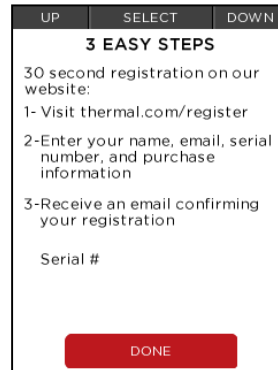 UP SELECT DOWN
3 EASY STEPS
30 second registration on our
website:
1- Visit thermal.com/register
2-Enter your name, email, serial
number, and purchase
information
3-Receive an email confirming
your registration
Serial #
DONE